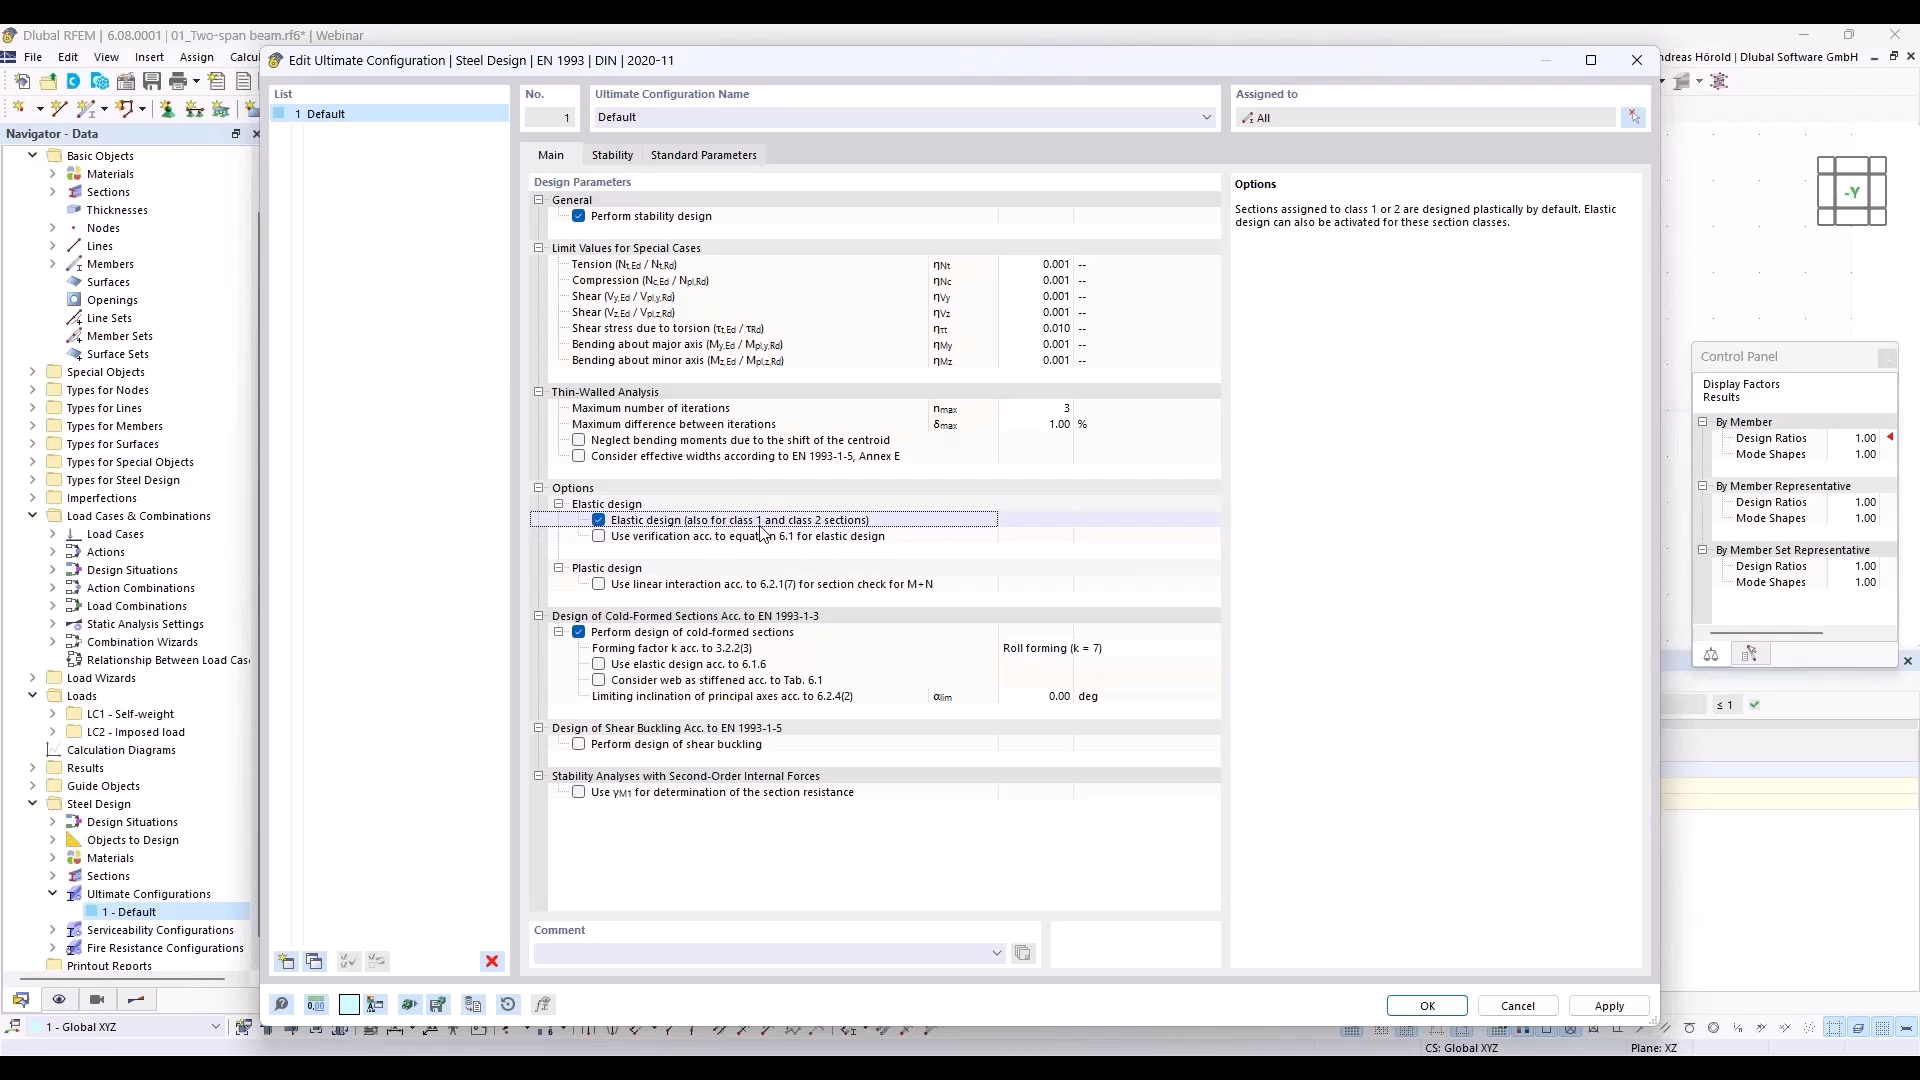 Dlubal RFEM | 6.08.0001 | 01_Two-span beam.rf6* | Webinar
File Edit View Insert Assign Calcu
dreas Hörold | Dlubal Software GmbH
Edit Ultimate Configuration | Steel Design | EN 1993 | DIN | 2020-11
Navigator - Data
Basic Objects
Materials
Sections
Thicknesses
Nodes
Lines
Members
Surfaces
Openings
Line Sets
Member Sets
Surface Sets
Special Objects
Types for Nodes
Types for Lines
Types for Members
Types for Surfaces
Types for Special Objects
Types for Steel Design
Imperfections
Load Cases & Combinations
Load Cases
Actions
Design Situations
Action Combinations
Load Combinations
Static Analysis Settings
Combination Wizards
Relationship Between Load Cas
Load Wizards
Loads
LC1 - Self-weight
LC2 - Imposed load
Calculation Diagrams
Results
Guide Objects
Steel Design
Design Situations
Objects to Design
Materials
Sections
Ultimate Configurations
1 - Default
Serviceability Configurations
Fire Resistance Configurations
Printout Reports
1 - Global XYZ
List
1 Default
No.
1
Ultimate Configuration Name
Default
Assigned to
All
Main Stability Standard Parameters
Design Parameters
General
Perform stability design
Limit Values for Special Cases
Tension (Nt,Ed / Nt,Rd) ηNt 0.001 --
Compression (Nc,Ed / Npl,Rd) ηNc 0.001 --
Shear (Vy,Ed / Vpl,y,Rd) ηVy 0.001 --
Shear (Vz,Ed / Vpl,z,Rd) ηVz 0.001 --
Shear stress due to torsion (τt,Ed / τRd) ητt 0.010 --
Bending about major axis (My,Ed / Mpl,y,Rd) ηMy 0.001 --
Bending about minor axis (Mz,Ed / Mpl,z,Rd) ηMz 0.001 --
Thin-Walled Analysis
Maximum number of iterations nmax 3
Maximum difference between iterations δmax 1.00 %
Neglect bending moments due to the shift of the centroid
Consider effective widths according to EN 1993-1-5, Annex E
Options
Elastic design
Elastic design (also for class 1 and class 2 sections)
Use verification acc. to equation 6.1 for elastic design
Plastic design
Use linear interaction acc. to 6.2.1(7) for section check for M+N
Design of Cold-Formed Sections Acc. to EN 1993-1-3
Perform design of cold-formed sections
Forming factor k acc. to 3.2.2(3) Roll forming (k = 7)
Use elastic design acc. to 6.1.6
Consider web as stiffened acc. to Tab. 6.1
Limiting inclination of principal axes acc. to 6.2.4(2) αlim 0.00 deg
Design of Shear Buckling Acc. to EN 1993-1-5
Perform design of shear buckling
Stability Analyses with Second-Order Internal Forces
Use γM1 for determination of the section resistance
Comment
Options
Sections assigned to class 1 or 2 are designed plastically by default. Elastic
design can also be activated for these section classes.
OK Cancel Apply
-Y
Control Panel
Display Factors
Results
By Member
Design Ratios 1.00
Mode Shapes 1.00
By Member Representative
Design Ratios 1.00
Mode Shapes 1.00
By Member Set Representative
Design Ratios 1.00
Mode Shapes 1.00
≤ 1
CS: Global XYZ Plane: XZ